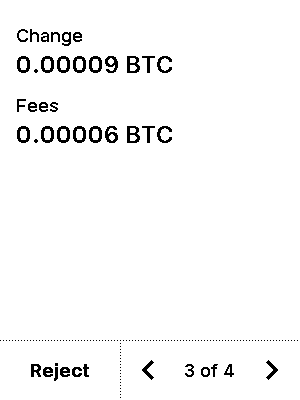 Change
0.00009 BTC
Fees
0.00006 BTC
Reject
3 of 4